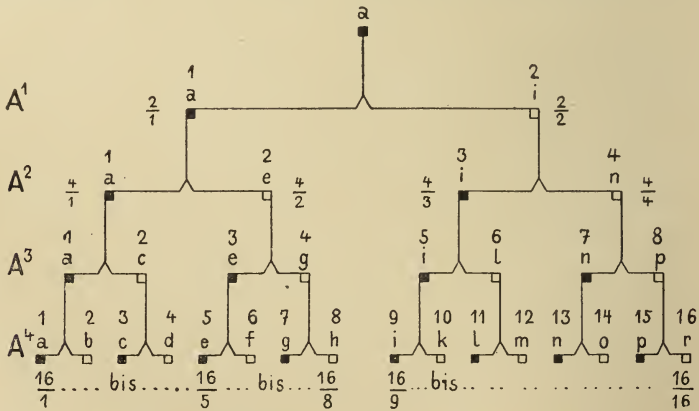 a
1 2
A¹ 2/1 a i 2/2
1 2 3 4
A² 4/1 a e 4/2 4/3 i n 4/4
1 2 3 4 5 6 7 8
A³ a c e g i l n p
1 2 3 4 5 6 7 8 9 10 11 12 13 14 15 16
A⁴ a b c d e f g h i k l m n o p r
16/1 ..... bis ...... 16/5 .... bis .... 16/8 16/9 ...bis... .. .. ... ... ... . 16/16